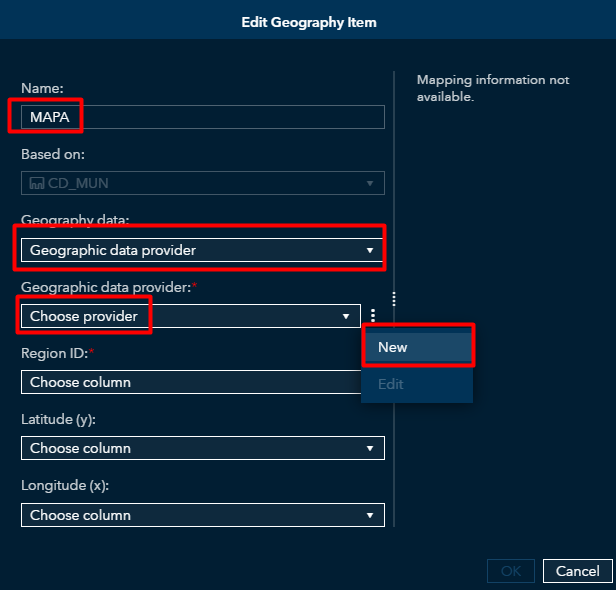 Edit Geography Item
Name:
MAPA
Based on:
CD_MUN
Geography data:
Geographic data provider
Geographic data provider:*
Choose provider
New
Edit
Region ID:*
Choose column
Latitude (y):
Choose column
Longitude (x):
Choose column
Mapping information not
available.
OK
Cancel